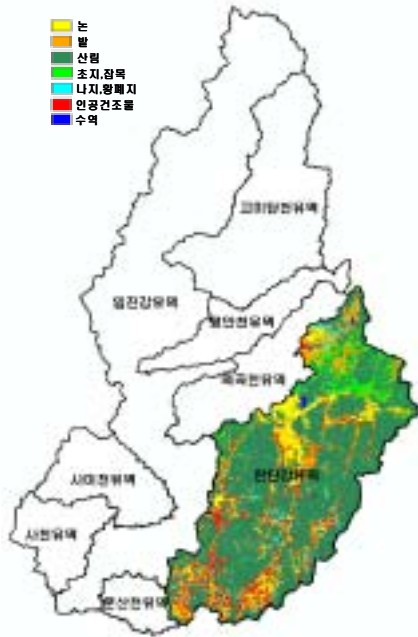 논
밭
산림
초지,잡목
나지,황폐지
인공건조물
수역
고미탄천유역
임진강유역
평안천유역
역곡천유역
사미천유역
한탄강유역
사천유역
문산천유역